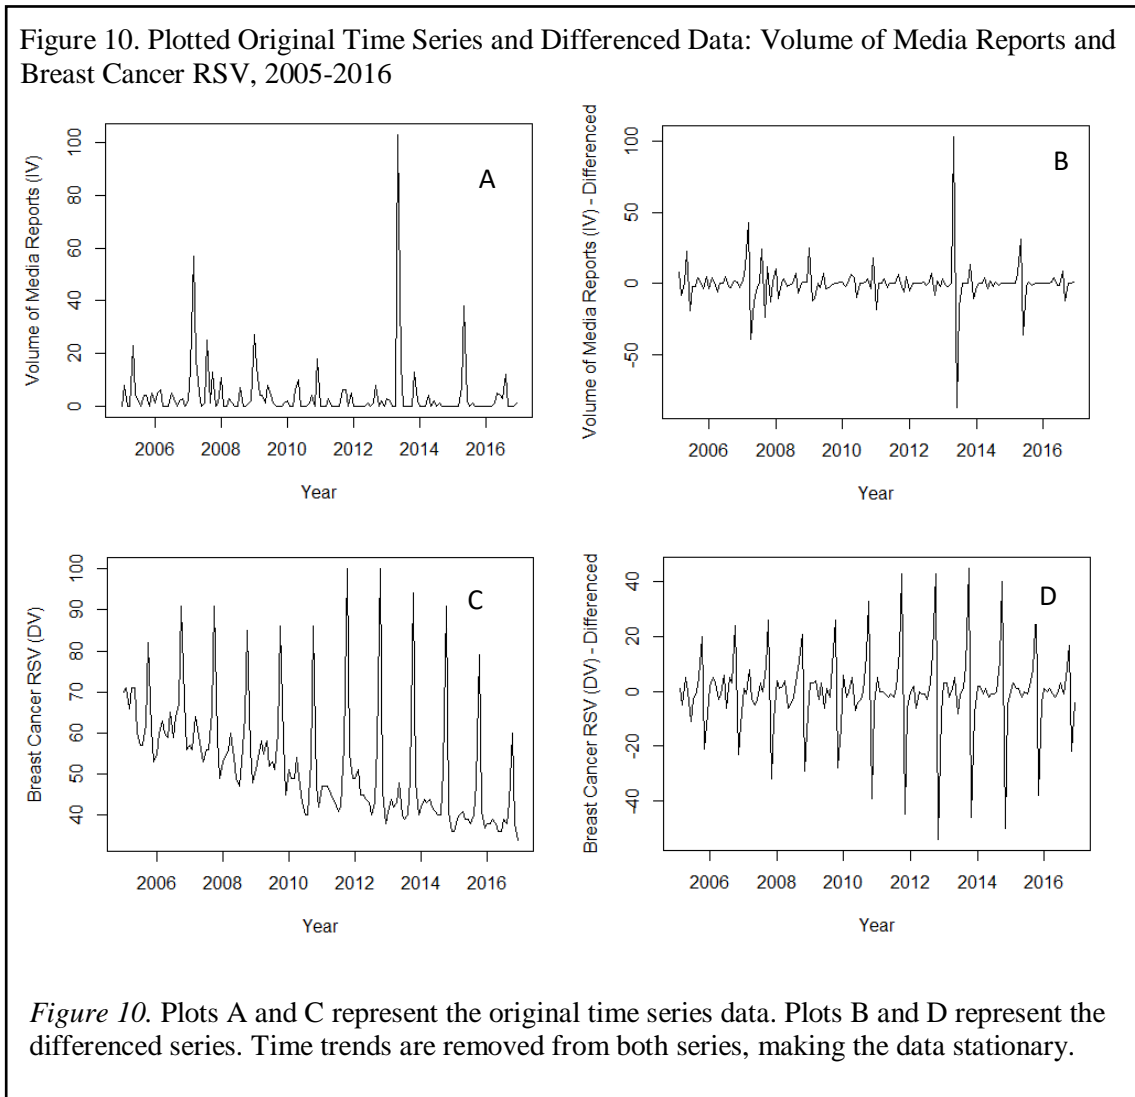 Figure 10. Plotted Original Time Series and Differenced Data: Volume of Media Reports and
Breast Cancer RSV, 2005-2016
A
Volume of Media Reports (IV)
0 20 40 60 80 100
2006 2008 2010 2012 2014 2016
Year
B
Volume of Media Reports (IV) - Differenced
-50 0 50 100
2006 2008 2010 2012 2014 2016
Year
C
Breast Cancer RSV (DV)
40 50 60 70 80 90 100
2006 2008 2010 2012 2014 2016
Year
D
Breast Cancer RSV (DV) - Differenced
-40 -20 0 20 40
2006 2008 2010 2012 2014 2016
Year
Figure 10. Plots A and C represent the original time series data. Plots B and D represent the
differenced series. Time trends are removed from both series, making the data stationary.